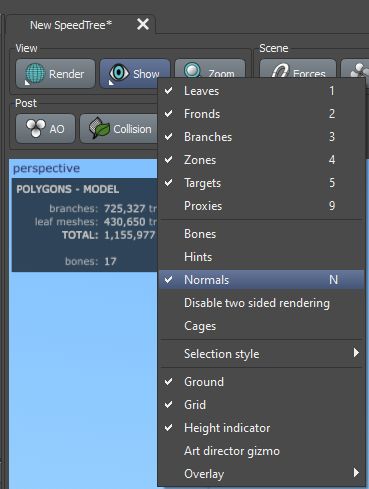 New SpeedTree*
View
Scene
Render
Show
Zoom
Forces
Post
AO
Collision
Leaves 1
Fronds 2
Branches 3
Zones 4
Targets 5
Proxies 9
Bones
Hints
Normals N
Disable two sided rendering
Cages
Selection style
Ground
Grid
Height indicator
Art director gizmo
Overlay
perspective
POLYGONS - MODEL
branches: 725,327 tr
leaf meshes: 430,650 tr
TOTAL: 1,155,977
bones: 17